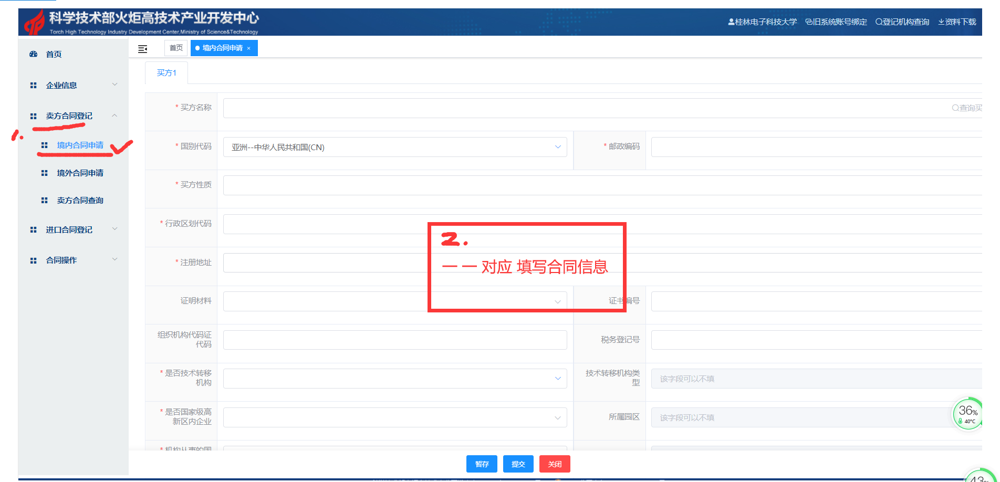 科学技术部火炬高技术产业开发中心
Torch High Technology Industry Development Center,Ministry of Science&Technology
桂林电子科技大学 旧系统账号绑定 登记机构查询 资料下载
首页
企业信息
卖方合同登记
1.
境内合同申请
境外合同申请
卖方合同查询
进口合同登记
合同操作
首页 境内合同申请 ×
买方1
* 买方名称 查询买
* 国别代码 亚洲--中华人民共和国(CN) * 邮政编码
* 买方性质
* 行政区划代码
2.
* 注册地址
一 一 对应 填写合同信息
证明材料 证书编号
组织机构代码证
代码
税务登记号
* 是否技术转移
机构
技术转移机构类
型
该字段可以不填
* 是否国家级高
新区内企业
所属园区 该字段可以不填
* 机构从事的国
暂存 提交 关闭
36%
40°C
43%